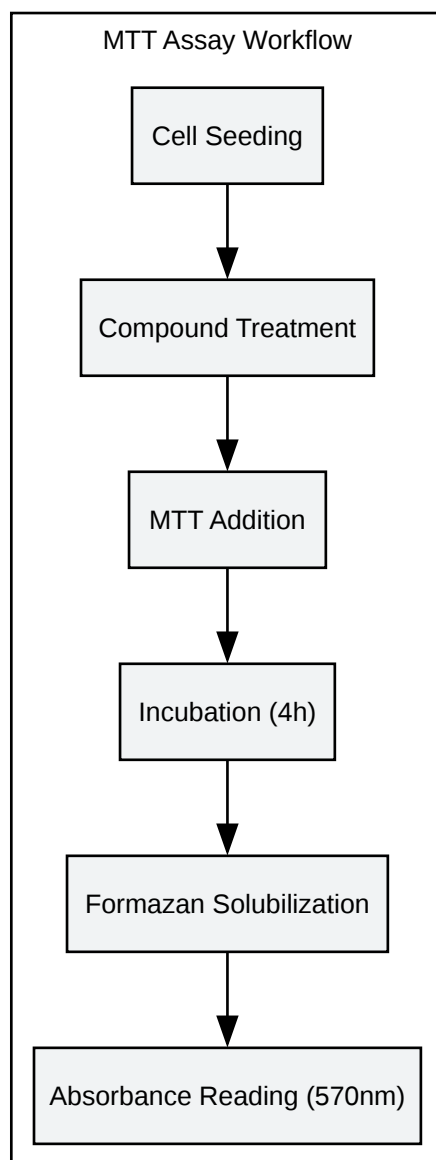 MTT Assay Workflow
Cell Seeding
Compound Treatment
MTT Addition
Incubation (4h)
Formazan Solubilization
Absorbance Reading (570nm)